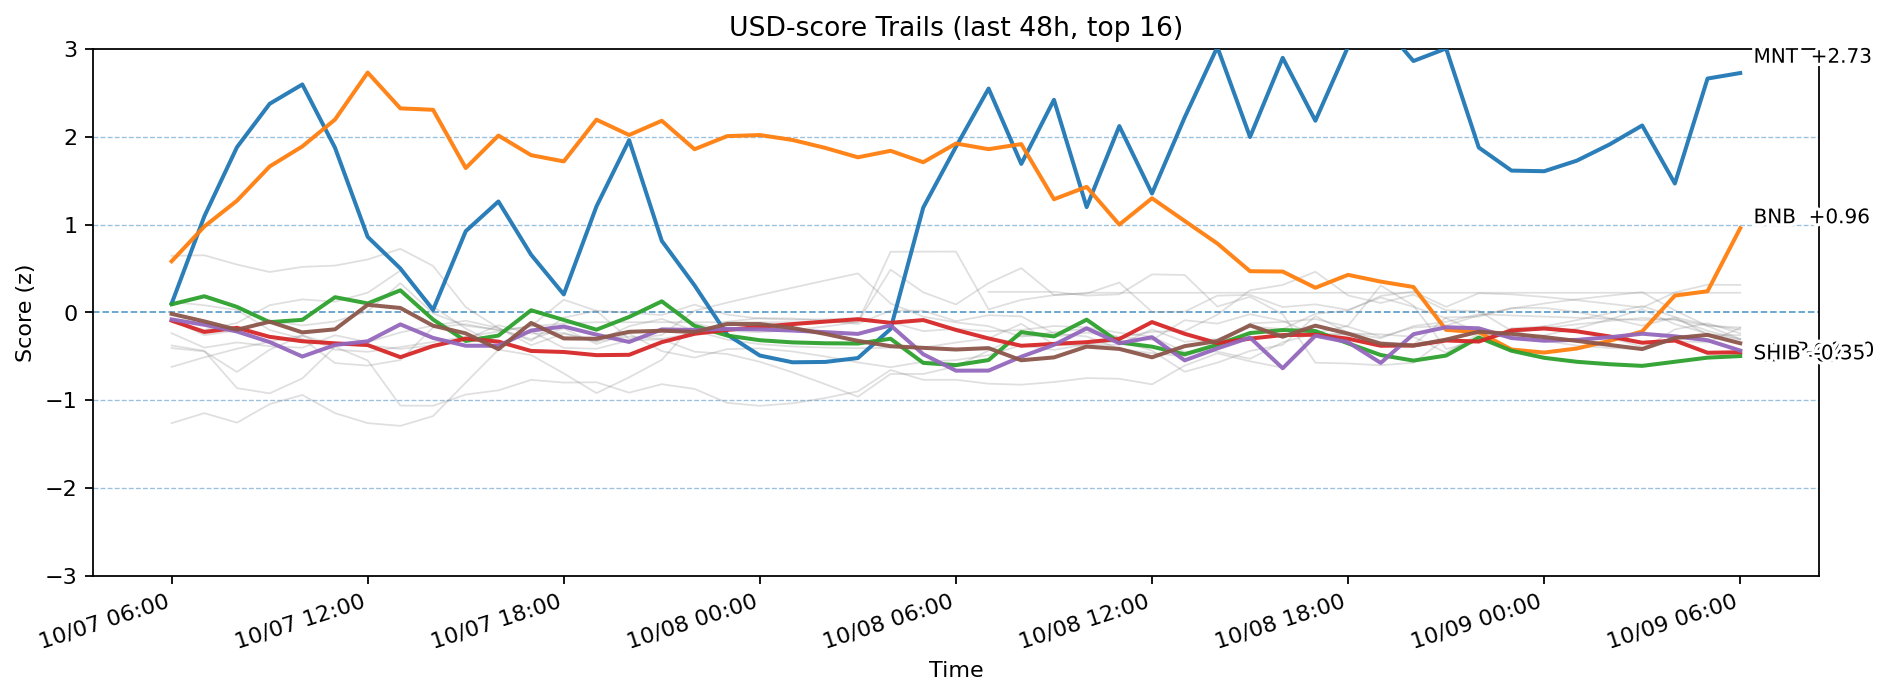 USD-score Trails (last 48h, top 16)
Score (z)
3
2
1
0
−1
−2
−3
MNT +2.73
BNB +0.96
SHIB -0.35
10/07 06:00
10/07 12:00
10/07 18:00
10/08 00:00
10/08 06:00
10/08 12:00
10/08 18:00
10/09 00:00
10/09 06:00
Time